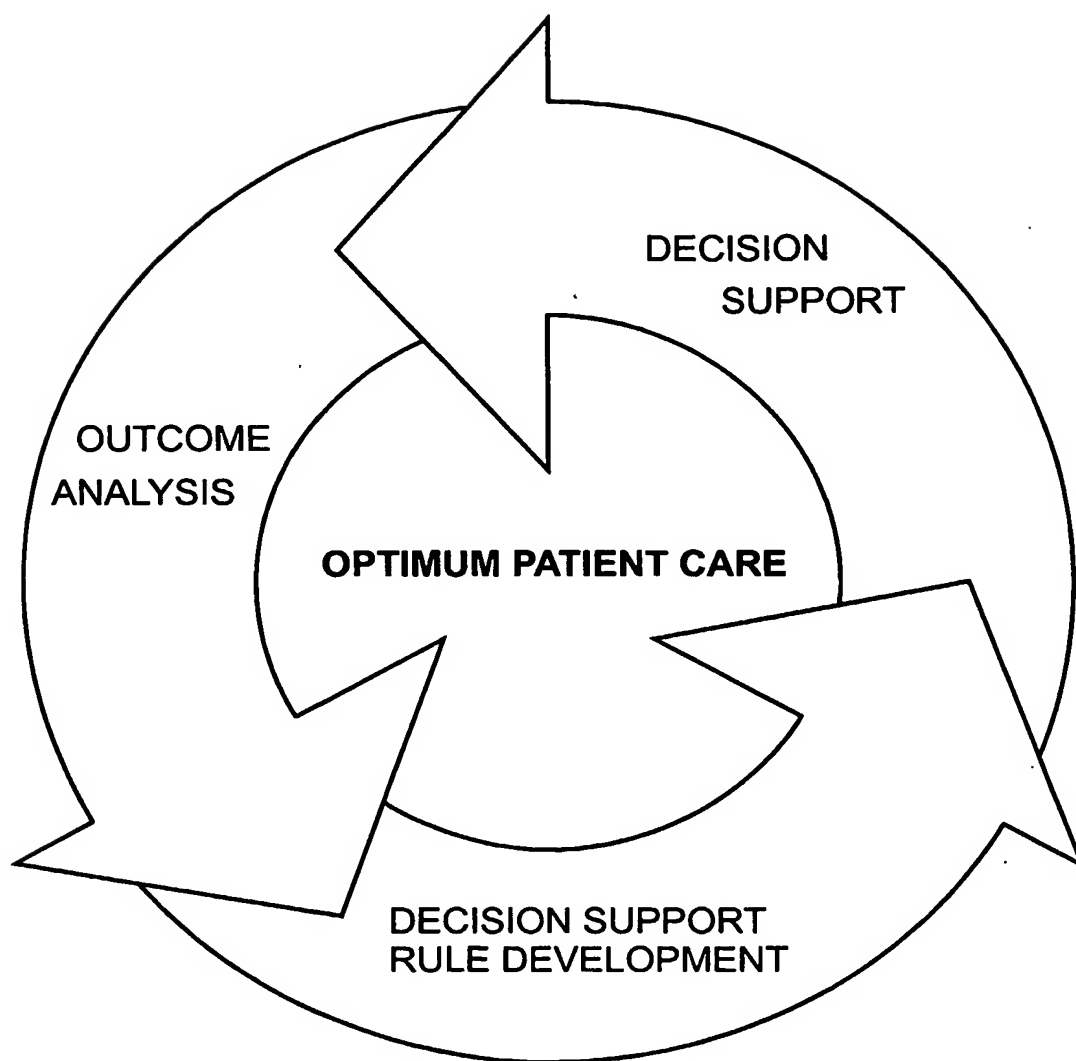 DECISION
SUPPORT
OUTCOME
ANALYSIS
OPTIMUM PATIENT CARE
DECISION SUPPORT
RULE DEVELOPMENT